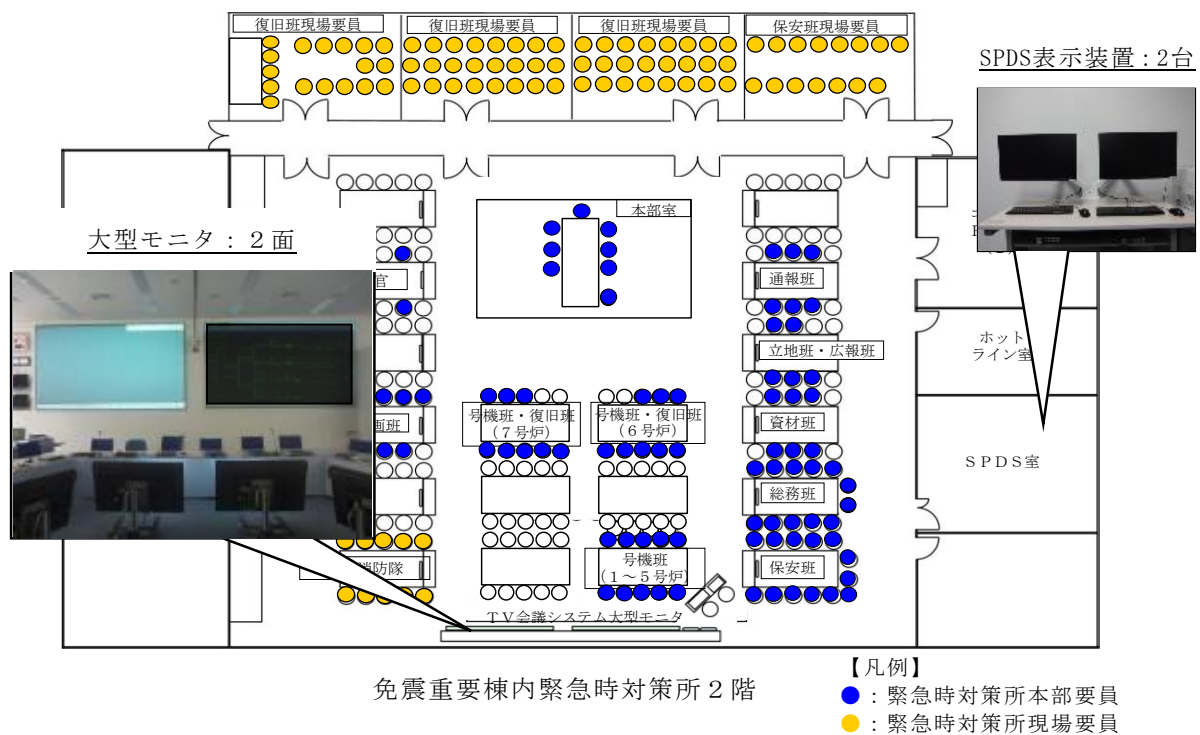 復旧班現場要員
復旧班現場要員
復旧班現場要員
保安班現場要員
SPDS表示装置：2台
本部室
大型モニタ：２面
官
通報班
立地班・広報班
ホット
ライン室
号機班・復旧班
（７号炉）
号機班・復旧班
（６号炉）
画班
資材班
SPDS室
総務班
消防隊
号機班
（１～５号炉）
保安班
TV会議システム大型モニタ
免震重要棟内緊急時対策所２階
【凡例】
●：緊急時対策所本部要員
●：緊急時対策所現場要員